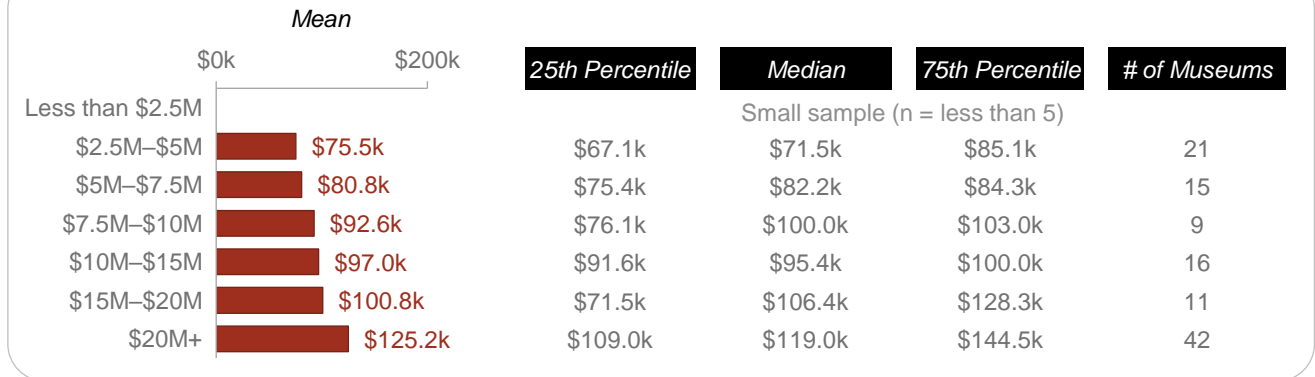 Mean
$0k $200k
25th Percentile Median 75th Percentile # of Museums
Less than $2.5M Small sample (n = less than 5)
$2.5M–$5M $75.5k $67.1k $71.5k $85.1k 21
$5M–$7.5M $80.8k $75.4k $82.2k $84.3k 15
$7.5M–$10M $92.6k $76.1k $100.0k $103.0k 9
$10M–$15M $97.0k $91.6k $95.4k $100.0k 16
$15M–$20M $100.8k $71.5k $106.4k $128.3k 11
$20M+ $125.2k $109.0k $119.0k $144.5k 42